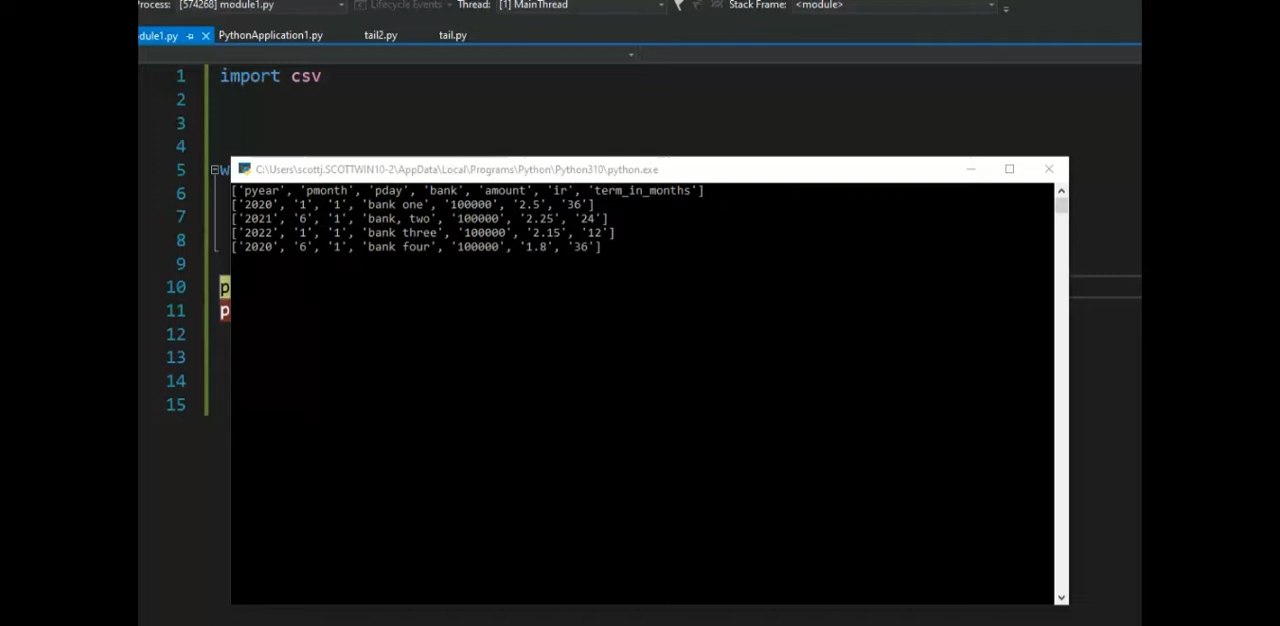 [574268] module1.py Lifecycle Events Thread: [1] MainThread Stack Frame: <module>
dule1.py PythonApplication1.py tail2.py tail.py
1 import csv
2
3
4
5
6
7
8
9
10 p
11 p
12
13
14
15
C:\Users\scottj.SCOTTWIN10-2\AppData\Local\Programs\Python\Python310\python.exe
['pyear', 'pmonth', 'pday', 'bank', 'amount', 'ir', 'term_in_months']
['2020', '1', '1', 'bank one', '100000', '2.5', '36']
['2021', '6', '1', 'bank, two', '100000', '2.25', '24']
['2022', '1', '1', 'bank three', '100000', '2.15', '12']
['2020', '6', '1', 'bank four', '100000', '1.8', '36']